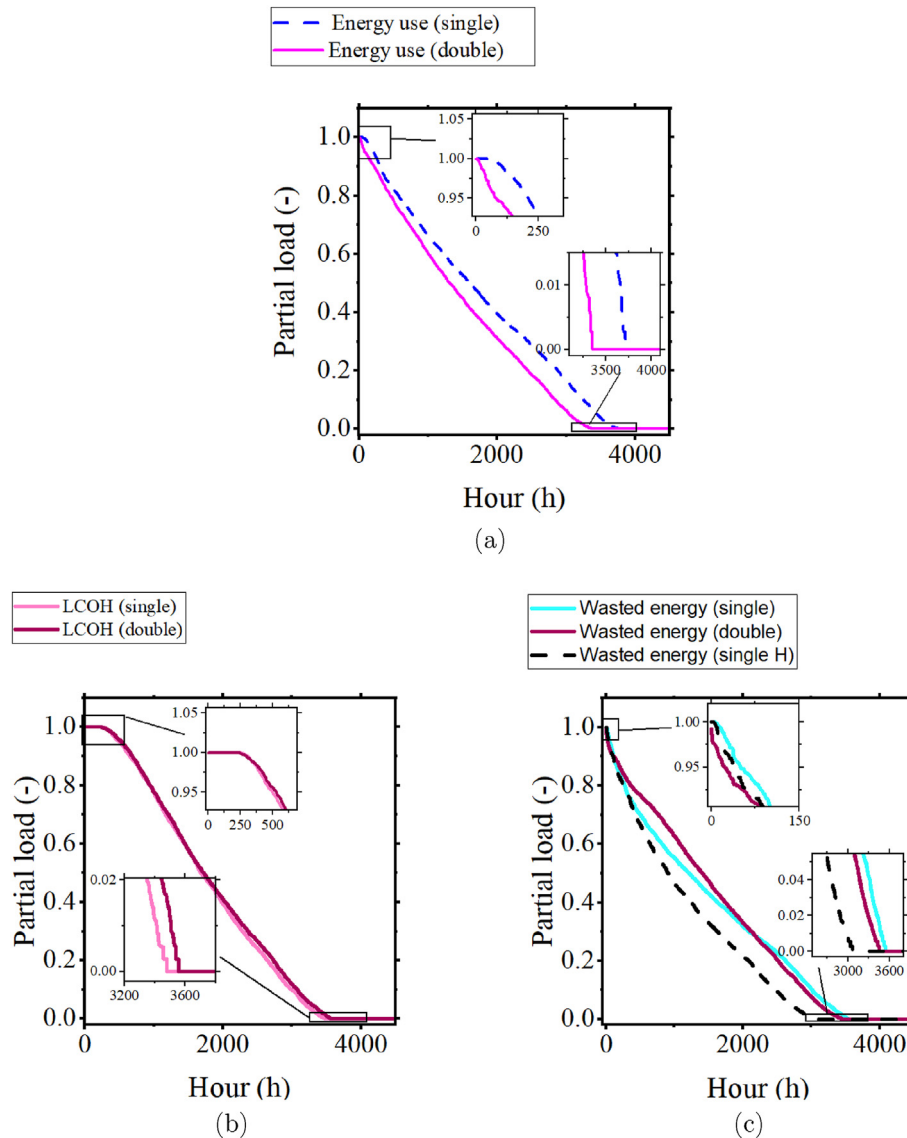 Energy use (single)
Energy use (double)
1.05
1.00
0.95
0 250
0.01
0.00
3500 4000
1.0
0.8
0.6
0.4
0.2
0.0
0 2000 4000
Partial load (-)
Hour (h)
(a)
LCOH (single)
LCOH (double)
1.05
1.00
0.95
0 250 500
0.02
0.00
3200 3600
1.0
0.8
0.6
0.4
0.2
0.0
0 2000 4000
Partial load (-)
Hour (h)
(b)
Wasted energy (single)
Wasted energy (double)
Wasted energy (single H)
1.00
0.95
0 150
0.04
0.02
0.00
3000 3600
1.0
0.8
0.6
0.4
0.2
0.0
0 2000 4000
Partial load (-)
Hour (h)
(c)